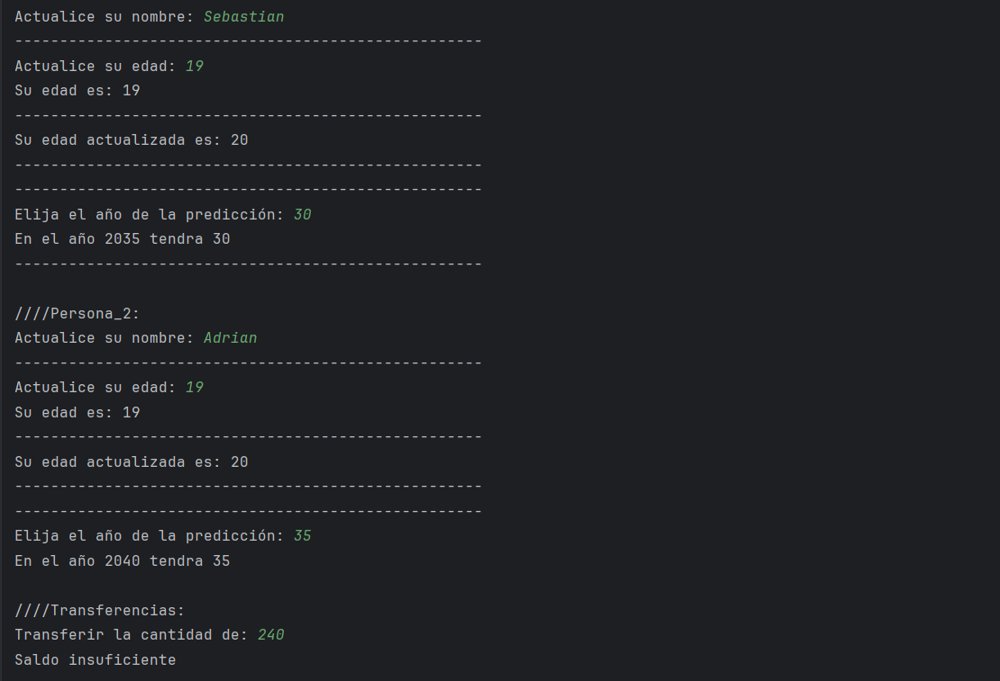 Actualice su nombre: Sebastian
----------------------------------------------------
Actualice su edad: 19
Su edad es: 19
----------------------------------------------------
Su edad actualizada es: 20
----------------------------------------------------
----------------------------------------------------
Elija el año de la predicción: 30
En el año 2035 tendra 30
----------------------------------------------------
////Persona_2:
Actualice su nombre: Adrian
----------------------------------------------------
Actualice su edad: 19
Su edad es: 19
----------------------------------------------------
Su edad actualizada es: 20
----------------------------------------------------
----------------------------------------------------
Elija el año de la predicción: 35
En el año 2040 tendra 35
////Transferencias:
Transferir la cantidad de: 240
Saldo insuficiente